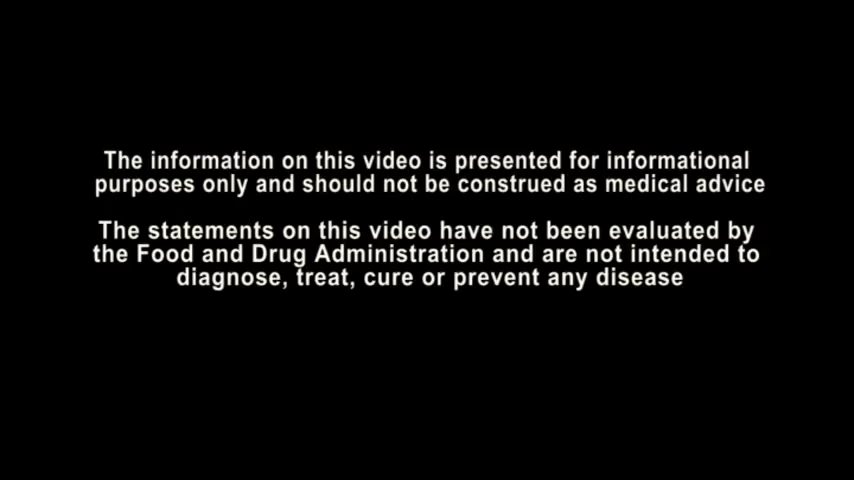 The information on this video is presented for informational
purposes only and should not be construed as medical advice
The statements on this video have not been evaluated by
the Food and Drug Administration and are not intended to
diagnose, treat, cure or prevent any disease